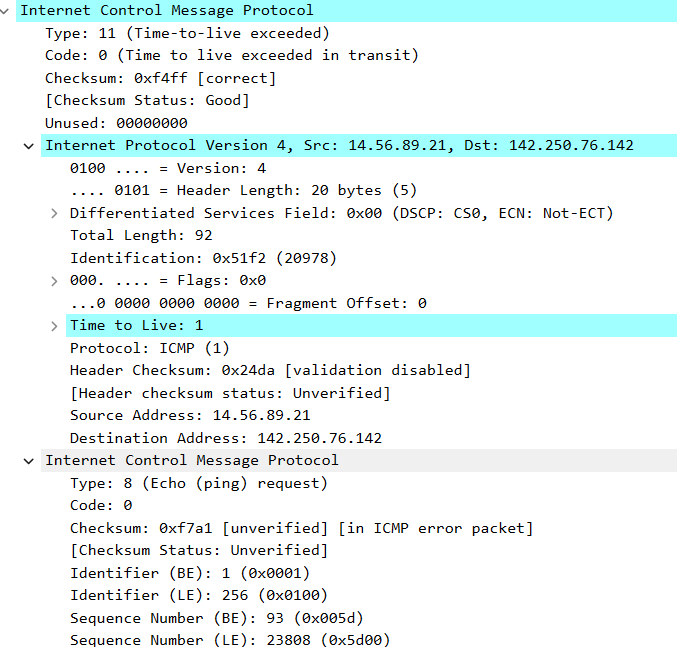 Internet Control Message Protocol
Type: 11 (Time-to-live exceeded)
Code: 0 (Time to live exceeded in transit)
Checksum: 0xf4ff [correct]
[Checksum Status: Good]
Unused: 00000000
Internet Protocol Version 4, Src: 14.56.89.21, Dst: 142.250.76.142
0100 .... = Version: 4
.... 0101 = Header Length: 20 bytes (5)
Differentiated Services Field: 0x00 (DSCP: CS0, ECN: Not-ECT)
Total Length: 92
Identification: 0x51f2 (20978)
000. .... = Flags: 0x0
...0 0000 0000 0000 = Fragment Offset: 0
Time to Live: 1
Protocol: ICMP (1)
Header Checksum: 0x24da [validation disabled]
[Header checksum status: Unverified]
Source Address: 14.56.89.21
Destination Address: 142.250.76.142
Internet Control Message Protocol
Type: 8 (Echo (ping) request)
Code: 0
Checksum: 0xf7a1 [unverified] [in ICMP error packet]
[Checksum Status: Unverified]
Identifier (BE): 1 (0x0001)
Identifier (LE): 256 (0x0100)
Sequence Number (BE): 93 (0x005d)
Sequence Number (LE): 23808 (0x5d00)